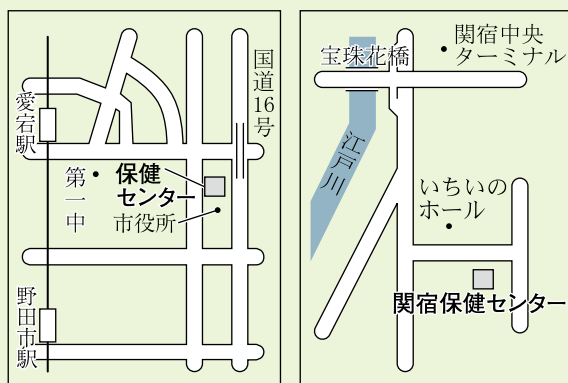 国道16号
愛宕駅
第一中
保健
センター
市役所
野田市駅
宝珠花橋
関宿中央
ターミナル
江戸川
いちいの
ホール
関宿保健センター